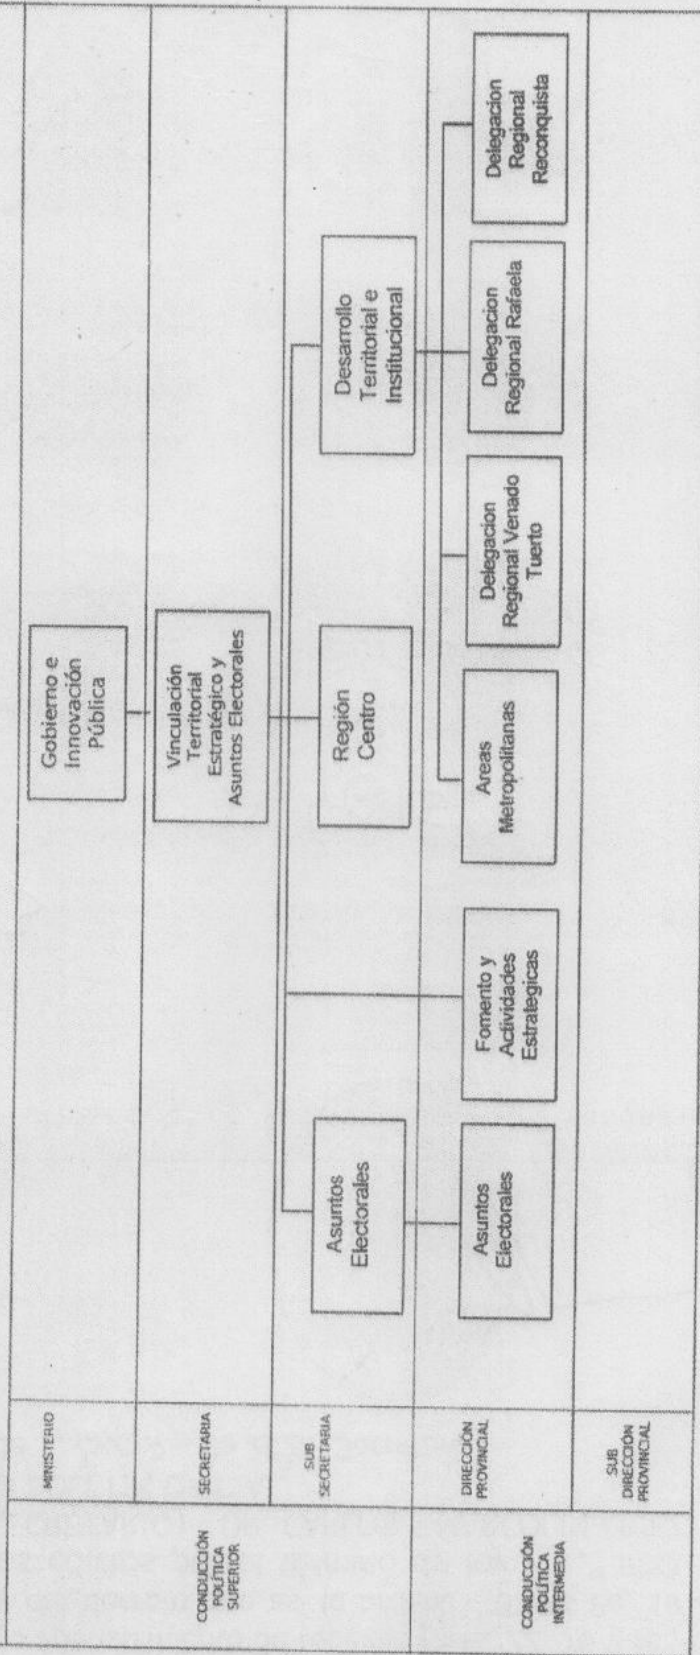 CONDUCCIÓN
POLÍTICA
SUPERIOR
MINISTERIO
Gobierno e
Innovación
Pública
SECRETARIA
Vinculación
Territorial
Estratégico y
Asuntos Electorales
SUB
SECRETARIA
Asuntos
Electorales
Región
Centro
Desarrollo
Territorial e
Institucional
CONDUCCIÓN
POLÍTICA
INTERMEDIA
DIRECCIÓN
PROVINCIAL
Asuntos
Electorales
Fomento y
Actividades
Estrategicas
Areas
Metropolitanas
Delegacion
Regional Venado
Tuerto
Delegacion
Regional Rafaela
Delegacion
Regional
Reconquista
SUB
DIRECCIÓN
PROVINCIAL